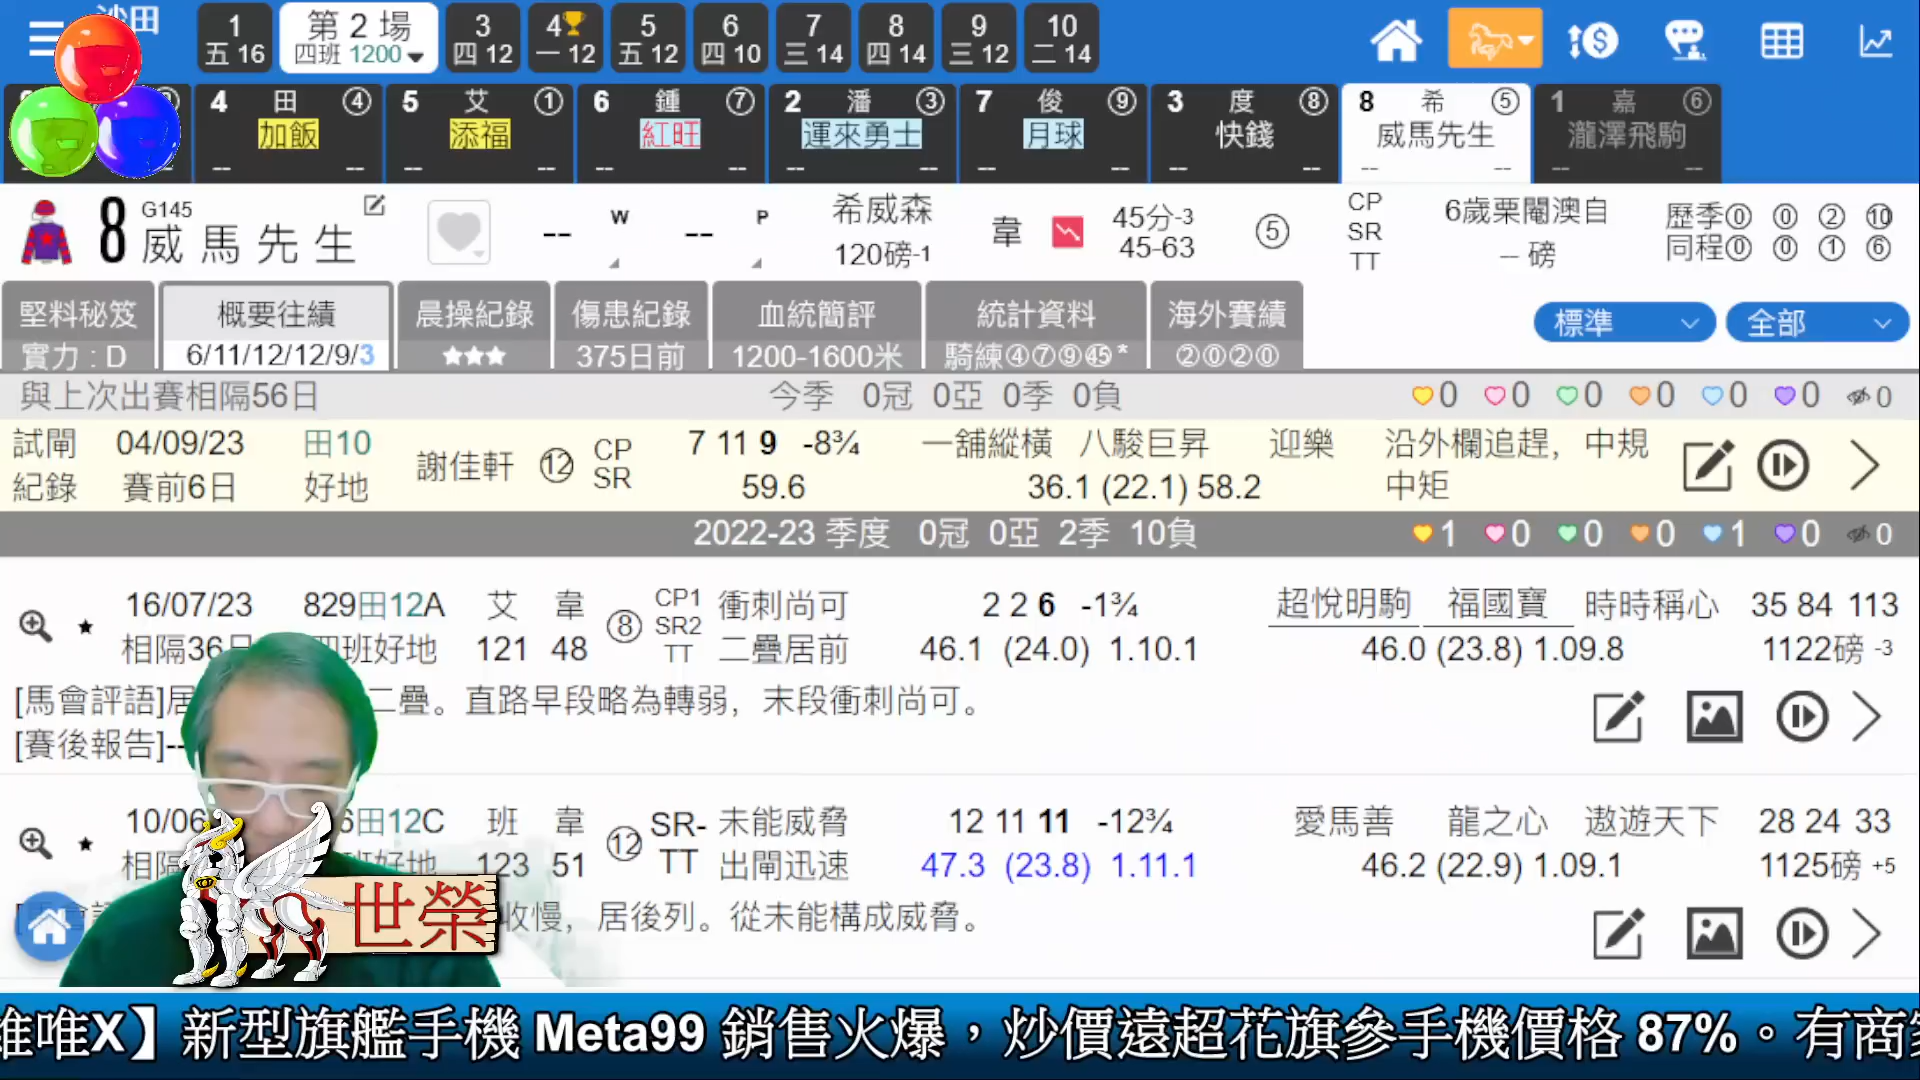 沙田
1
五 16
第 2 場
四班 1200
3
四 12
4
一 12
5
五 12
6
四 10
7
三 14
8
四 14
9
三 12
10
二 14
4 田 ④
加飯
-- --
5 艾 ①
添福
-- --
6 鍾 ⑦
紅旺
-- --
2 潘 ③
運來勇士
-- --
7 俊 ⑨
月球
-- --
3 度 ⑧
快錢
-- --
8 希 ⑤
威馬先生
-- --
1 嘉 ⑥
瀧澤飛駒
-- --
8
G145
威馬先生
-- W -- P
希威森
120磅-1
韋
45分-3
45-63
⑤
CP
SR
TT
6歲栗閹澳自
-- 磅
歷季⓪ ⓪ ② ⑩
同程⓪ ⓪ ① ⑥
堅料秘笈
實力 : D
概要往績
6/11/12/12/9/3
晨操紀錄
★★★
傷患紀錄
375日前
血統簡評
1200-1600米
統計資料
騎練④⑦⑨㊺*
海外賽績
②⓪②⓪
標準
全部
與上次出賽相隔56日 今季 0冠 0亞 0季 0負 0 0 0 0 0 0 0
試閘紀錄
04/09/23
賽前6日
田10
好地
謝佳軒 ⑫
CP
SR
7 11 9 -8¾
59.6
一舖縱橫 八駿巨昇 迎樂
36.1 (22.1) 58.2
沿外欄追趕，中規中矩
2022-23 季度 0冠 0亞 2季 10負 1 0 0 0 1 0 0
★ 16/07/23 829田12A 艾 韋
相隔36日 四班好地 121 48
⑧
CP1
SR2
TT
衝刺尚可
二疊居前
2 2 6 -1¾
46.1 (24.0) 1.10.1
超悅明駒 福國寶 時時稱心
46.0 (23.8) 1.09.8
35 84 113
1122磅 -3
[馬會評語]居 二疊。直路早段略為轉弱，末段衝刺尚可。
[賽後報告]--
★ 10/06 6田12C 班 韋
相隔 班好地 123 51
⑫
SR-
TT
未能威脅
出閘迅速
12 11 11 -12¾
47.3 (23.8) 1.11.1
愛馬善 龍之心 遨遊天下
46.2 (22.9) 1.09.1
28 24 33
1125磅 +5
收慢，居後列。從未能構成威脅。
世榮
唯X】新型旗艦手機 Meta99 銷售火爆，炒價遠超花旗參手機價格 87%。有商